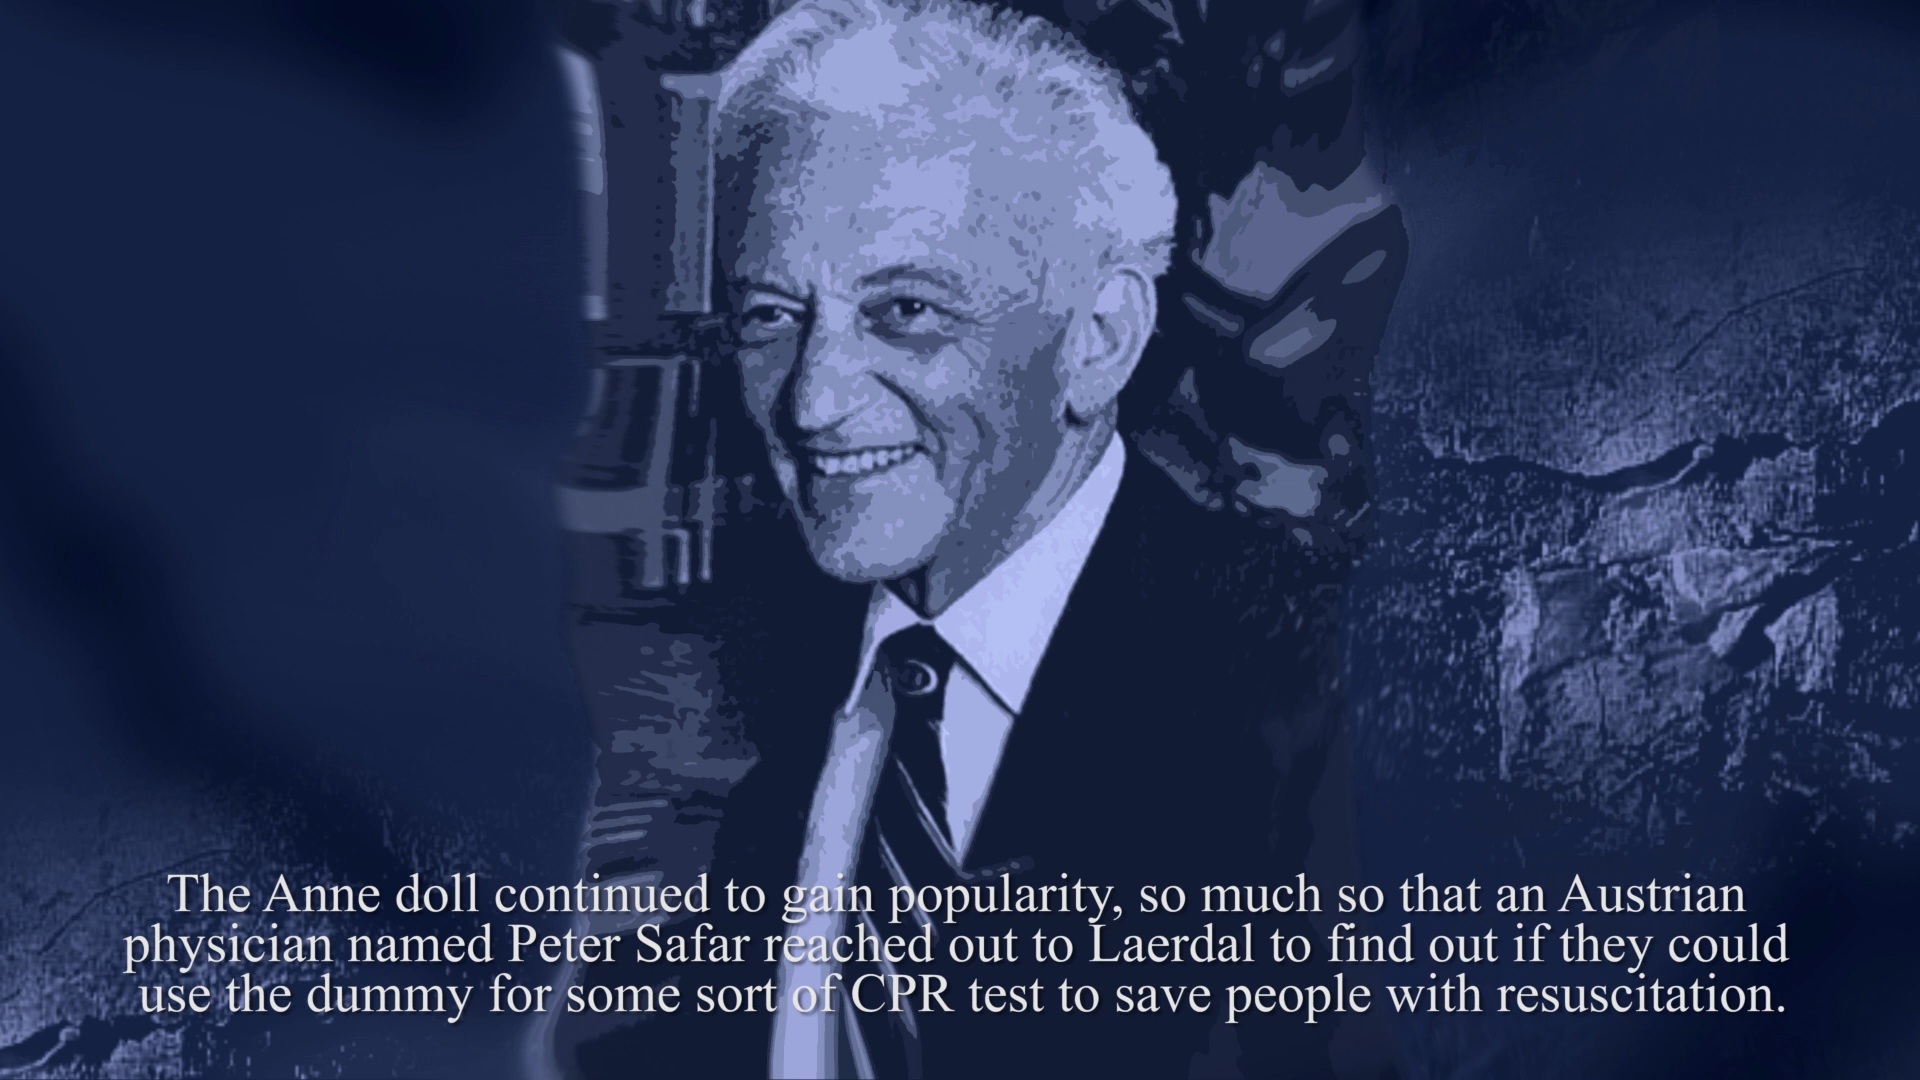 The Anne doll continued to gain popularity, so much so that an Austrian
physician named Peter Safar reached out to Laerdal to find out if they could
use the dummy for some sort of CPR test to save people with resuscitation.